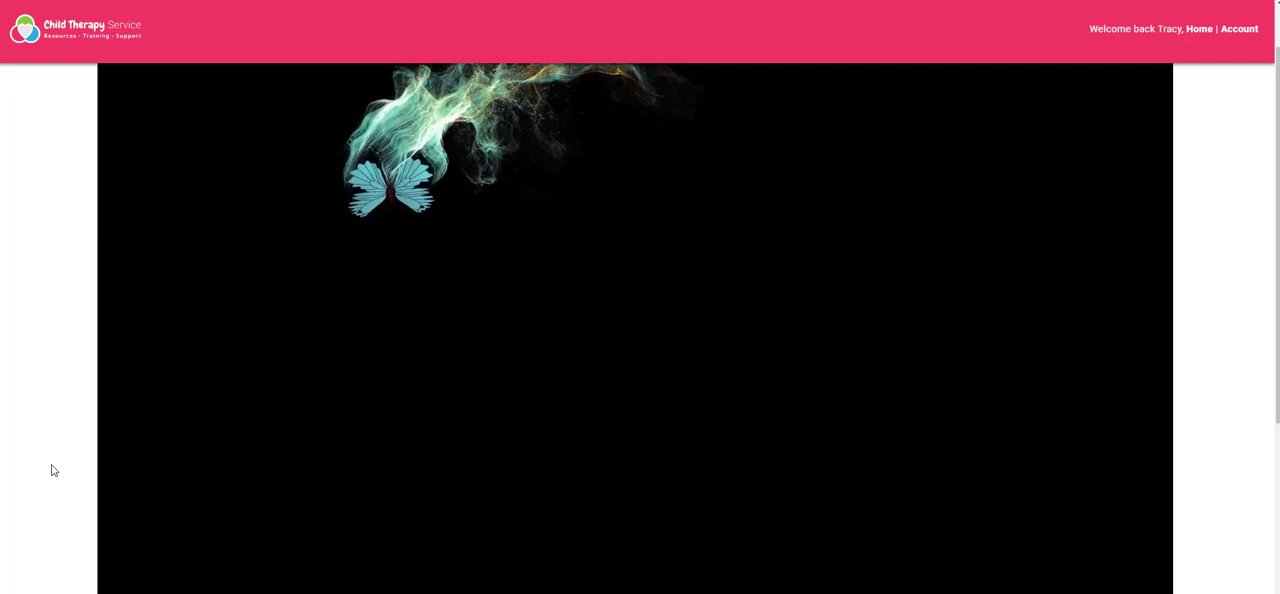 Child Therapy Service
Resources - Training - Support
Welcome back Tracy, Home | Account